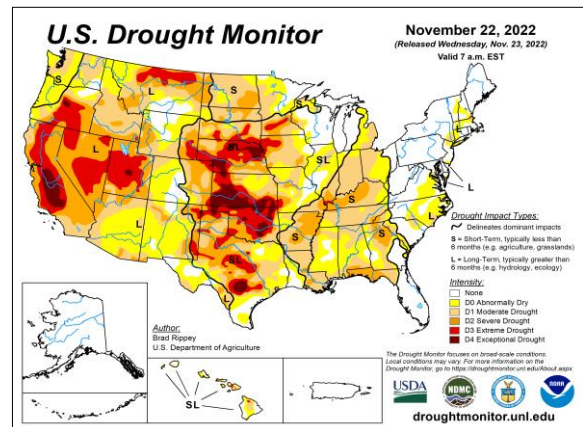 U.S. Drought Monitor
November 22, 2022
(Released Wednesday, Nov. 23, 2022)
Valid 7 a.m. EST
S
L
S
S
L
L
SL
L
L
L
S
S
S
SL
L
Drought Impact Types:
Delineates dominant impacts
S = Short-Term, typically less than
6 months (e.g. agriculture, grasslands)
L = Long-Term, typically greater than
6 months (e.g. hydrology, ecology)
Intensity:
None
D0 Abnormally Dry
D1 Moderate Drought
D2 Severe Drought
D3 Extreme Drought
D4 Exceptional Drought
Author:
Brad Rippey
U.S. Department of Agriculture
SL
The Drought Monitor focuses on broad-scale conditions.
Local conditions may vary. For more information on the
Drought Monitor, go to https://droughtmonitor.unl.edu/About.aspx
USDA
NDMC
NOAA
droughtmonitor.unl.edu